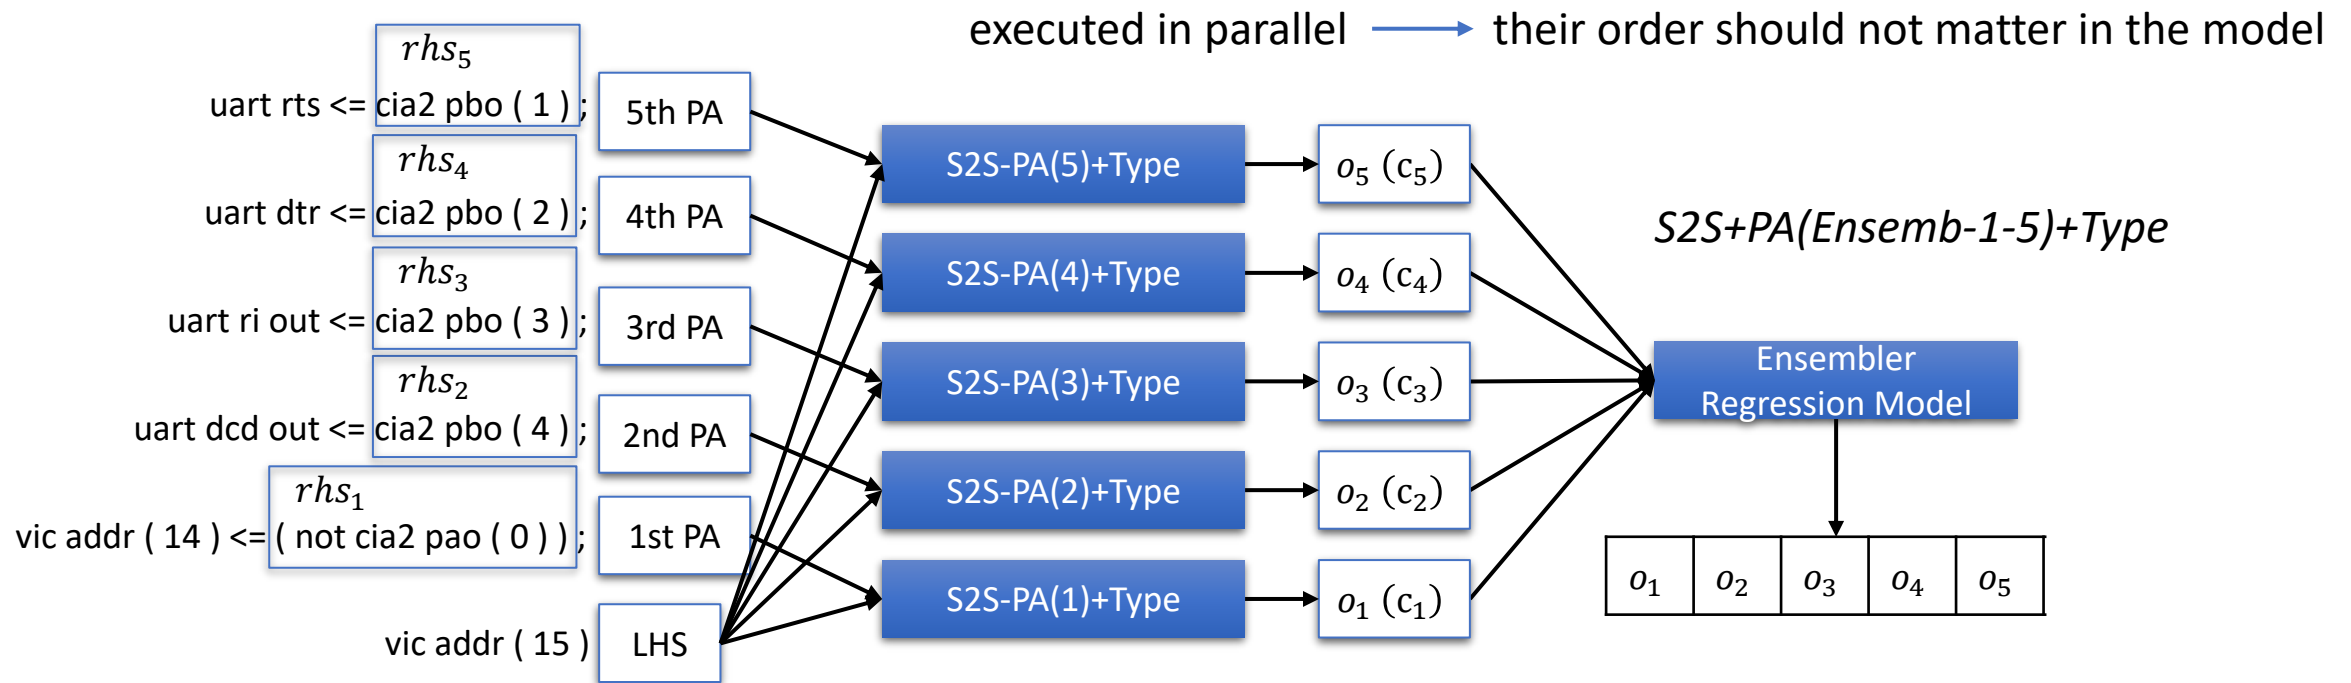 executed in parallel → their order should not matter in the model
rhs₅
uart rts <= cia2 pbo ( 1 ) ;
5th PA
S2S-PA(5)+Type
o₅ (c₅)
rhs₄
uart dtr <= cia2 pbo ( 2 ) ;
4th PA
S2S-PA(4)+Type
o₄ (c₄)
S2S+PA(Ensemb-1-5)+Type
rhs₃
uart ri out <= cia2 pbo ( 3 ) ;
3rd PA
S2S-PA(3)+Type
o₃ (c₃)
Ensembler
Regression Model
rhs₂
uart dcd out <= cia2 pbo ( 4 ) ;
2nd PA
S2S-PA(2)+Type
o₂ (c₂)
rhs₁
vic addr ( 14 ) <= ( not cia2 pao ( 0 ) ) ;
1st PA
S2S-PA(1)+Type
o₁ (c₁)
o₁ o₂ o₃ o₄ o₅
vic addr ( 15 )
LHS